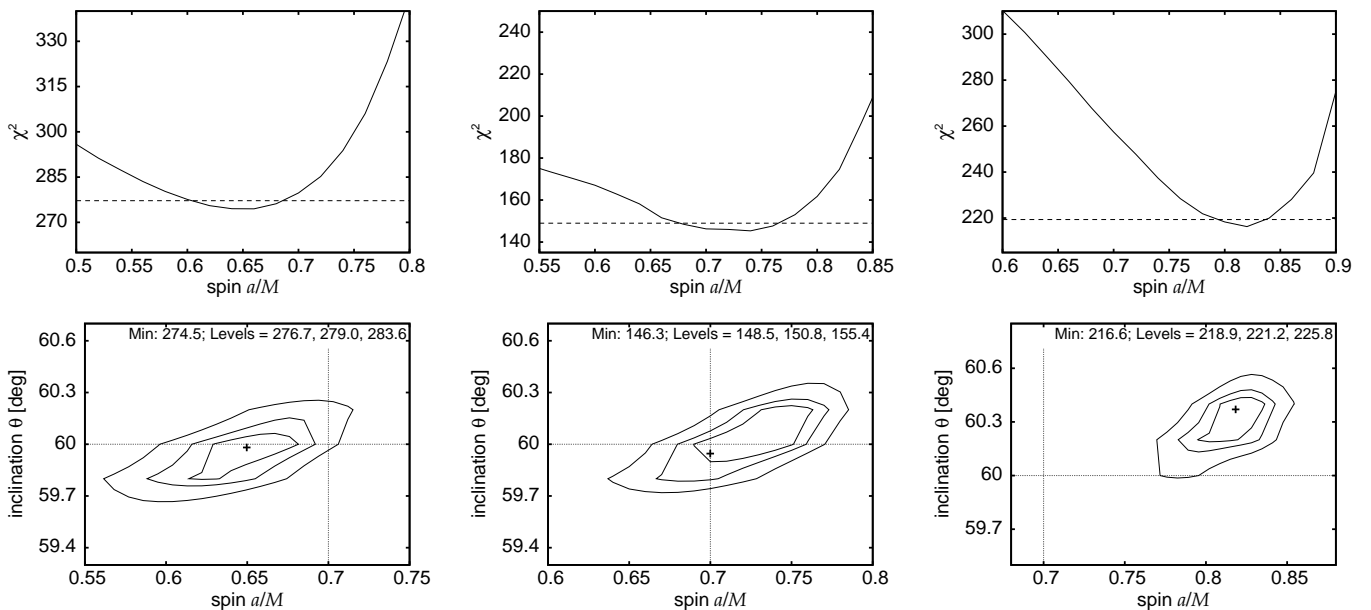 330
315
300
285
270
χ²
0.5 0.55 0.6 0.65 0.7 0.75 0.8
spin a/M
240
220
200
180
160
140
χ²
0.55 0.6 0.65 0.7 0.75 0.8 0.85
spin a/M
300
280
260
240
220
χ²
0.6 0.65 0.7 0.75 0.8 0.85 0.9
spin a/M
Min: 274.5; Levels = 276.7, 279.0, 283.6
60.6
60.3
60
59.7
59.4
inclination θ [deg]
0.55 0.6 0.65 0.7 0.75
spin a/M
Min: 146.3; Levels = 148.5, 150.8, 155.4
60.6
60.3
60
59.7
59.4
inclination θ [deg]
0.6 0.65 0.7 0.75 0.8
spin a/M
Min: 216.6; Levels = 218.9, 221.2, 225.8
60.6
60.3
60
59.7
inclination θ [deg]
0.7 0.75 0.8 0.85
spin a/M